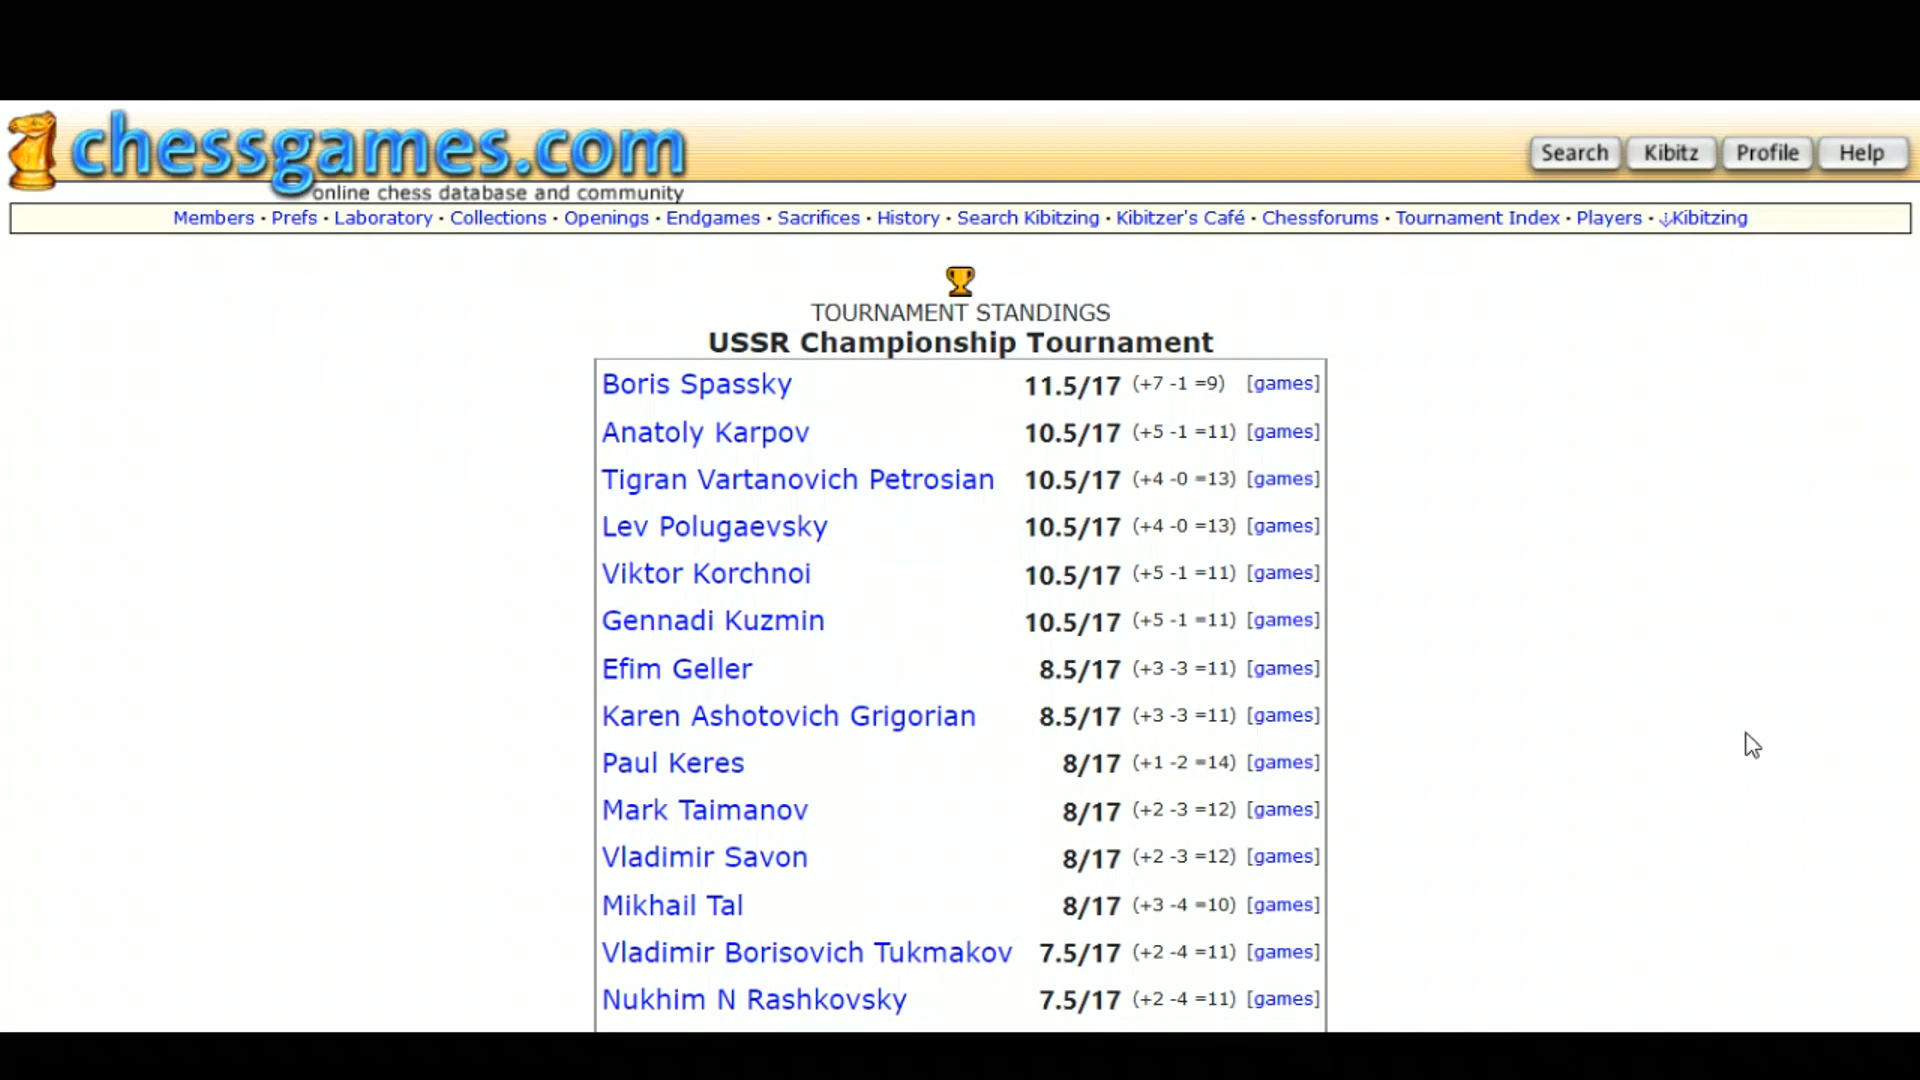 chessgames.com
online chess database and community
Search Kibitz Profile Help
Members · Prefs · Laboratory · Collections · Openings · Endgames · Sacrifices · History · Search Kibitzing · Kibitzer's Café · Chessforums · Tournament Index · Players · Kibitzing
TOURNAMENT STANDINGS
USSR Championship Tournament
Boris Spassky 11.5/17 (+7 -1 =9) [games]
Anatoly Karpov 10.5/17 (+5 -1 =11) [games]
Tigran Vartanovich Petrosian 10.5/17 (+4 -0 =13) [games]
Lev Polugaevsky 10.5/17 (+4 -0 =13) [games]
Viktor Korchnoi 10.5/17 (+5 -1 =11) [games]
Gennadi Kuzmin 10.5/17 (+5 -1 =11) [games]
Efim Geller 8.5/17 (+3 -3 =11) [games]
Karen Ashotovich Grigorian 8.5/17 (+3 -3 =11) [games]
Paul Keres 8/17 (+1 -2 =14) [games]
Mark Taimanov 8/17 (+2 -3 =12) [games]
Vladimir Savon 8/17 (+2 -3 =12) [games]
Mikhail Tal 8/17 (+3 -4 =10) [games]
Vladimir Borisovich Tukmakov 7.5/17 (+2 -4 =11) [games]
Nukhim N Rashkovsky 7.5/17 (+2 -4 =11) [games]